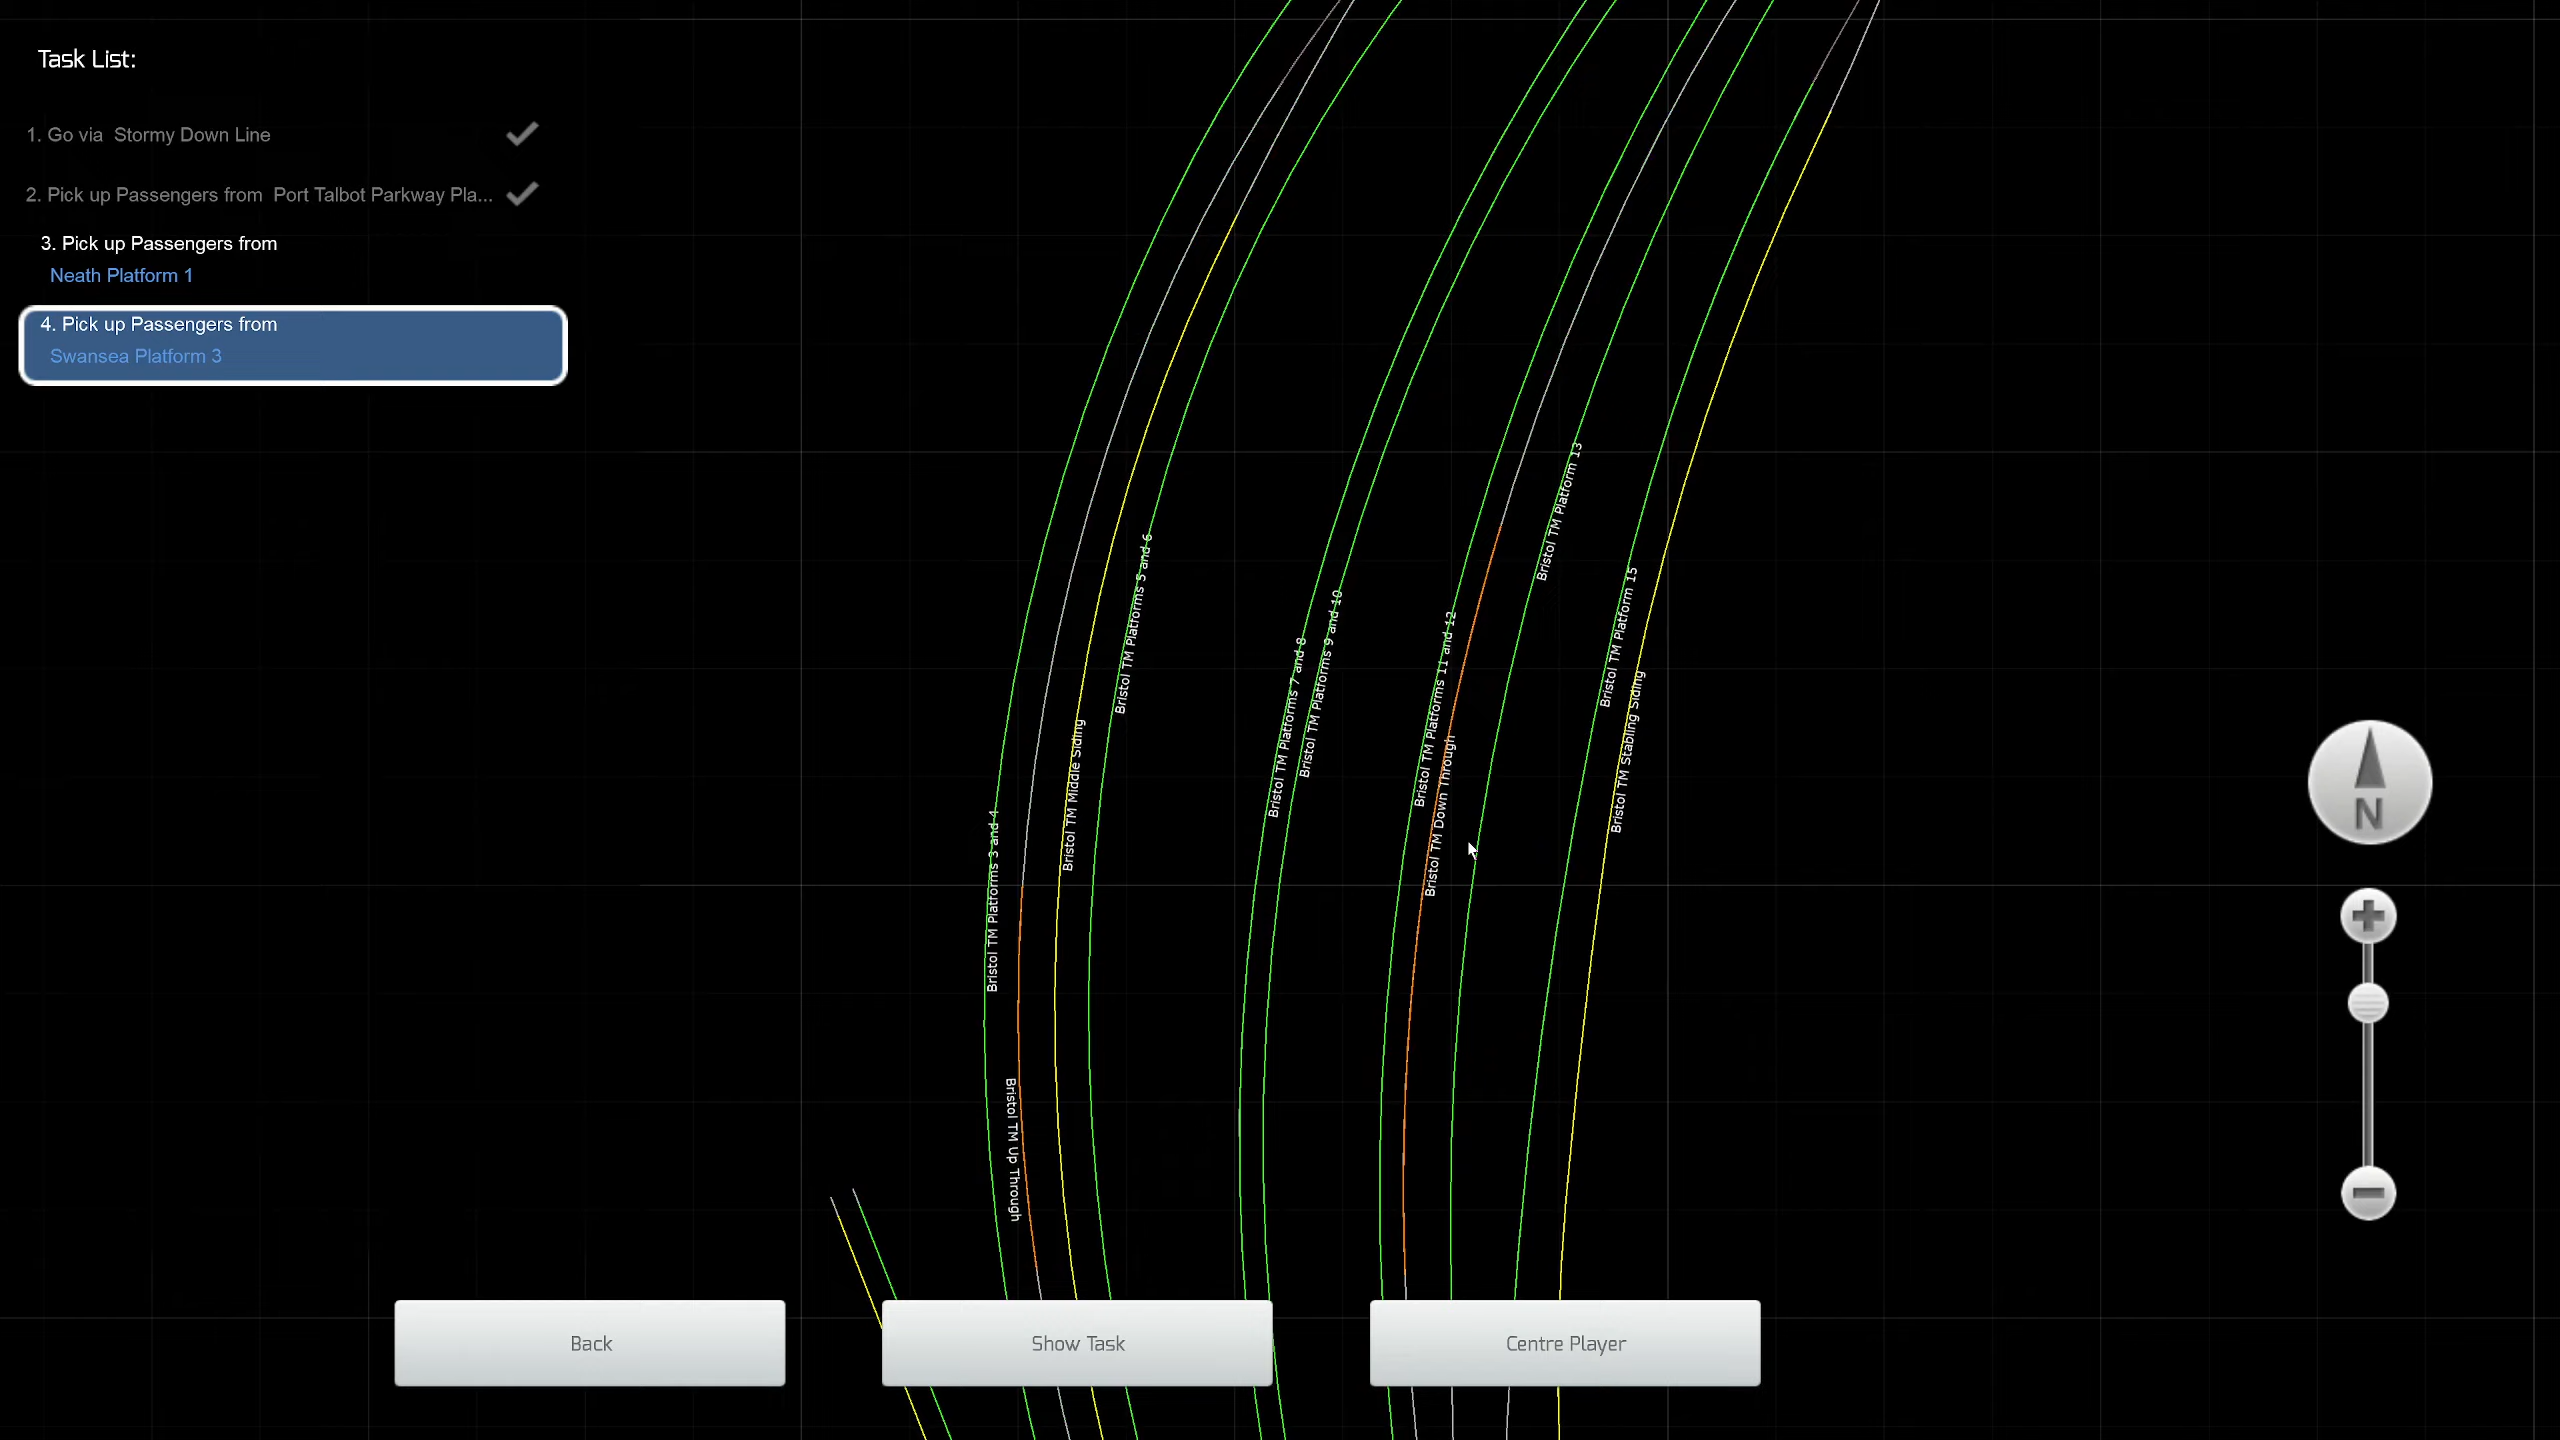 Task List:
1. Go via  Stormy Down Line
2. Pick up Passengers from  Port Talbot Parkway Pla...
3. Pick up Passengers from
Neath Platform 1
4. Pick up Passengers from
Swansea Platform 3
Bristol TM Platforms 3 and 4
Bristol TM Up Through
Bristol TM Middle Siding
Bristol TM Platforms 5 and 6
Bristol TM Platforms 7 and 8
Bristol TM Platforms 9 and 10
Bristol TM Platforms 11 and 12
Bristol TM Down Through
Bristol TM Platform 13
Bristol TM Platform 15
Bristol TM Stabling Siding
N
Back
Show Task
Centre Player